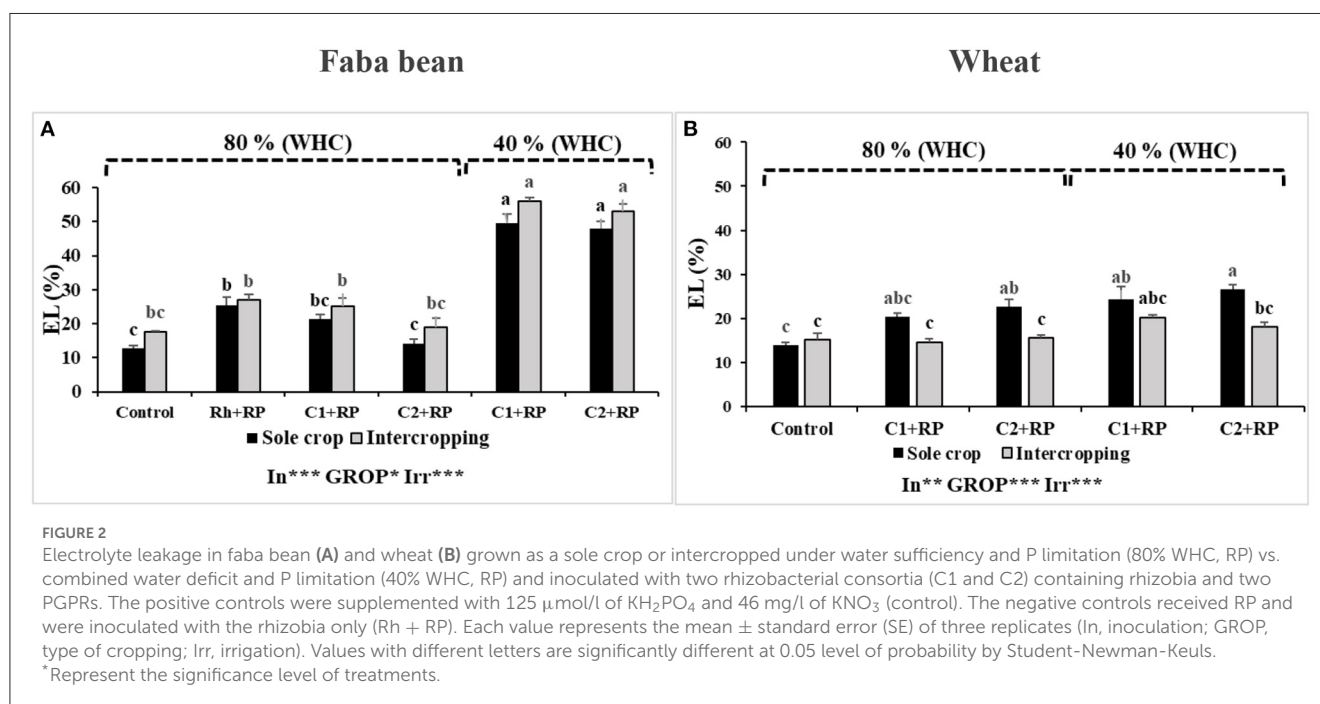 Faba bean
Wheat
A
80 % (WHC)
40 % (WHC)
EL (%)
60
50
40
30
20
10
0
c
bc
b
b
bc
b
c
bc
a
a
a
a
Control
Rh+RP
C1+RP
C2+RP
C1+RP
C2+RP
Sole crop
Intercropping
In*** GROP* Irr***
B
80 % (WHC)
40 % (WHC)
EL (%)
60
50
40
30
20
10
0
c
c
abc
c
ab
c
ab
abc
a
bc
Control
C1+RP
C2+RP
C1+RP
C2+RP
Sole crop
Intercropping
In** GROP*** Irr***
FIGURE 2
Electrolyte leakage in faba bean (A) and wheat (B) grown as a sole crop or intercropped under water sufficiency and P limitation (80% WHC, RP) vs.
combined water deficit and P limitation (40% WHC, RP) and inoculated with two rhizobacterial consortia (C1 and C2) containing rhizobia and two
PGPRs. The positive controls were supplemented with 125 μmol/l of KH₂PO₄ and 46 mg/l of KNO₃ (control). The negative controls received RP and
were inoculated with the rhizobia only (Rh + RP). Each value represents the mean ± standard error (SE) of three replicates (In, inoculation; GROP,
type of cropping; Irr, irrigation). Values with different letters are significantly different at 0.05 level of probability by Student-Newman-Keuls.
*Represent the significance level of treatments.